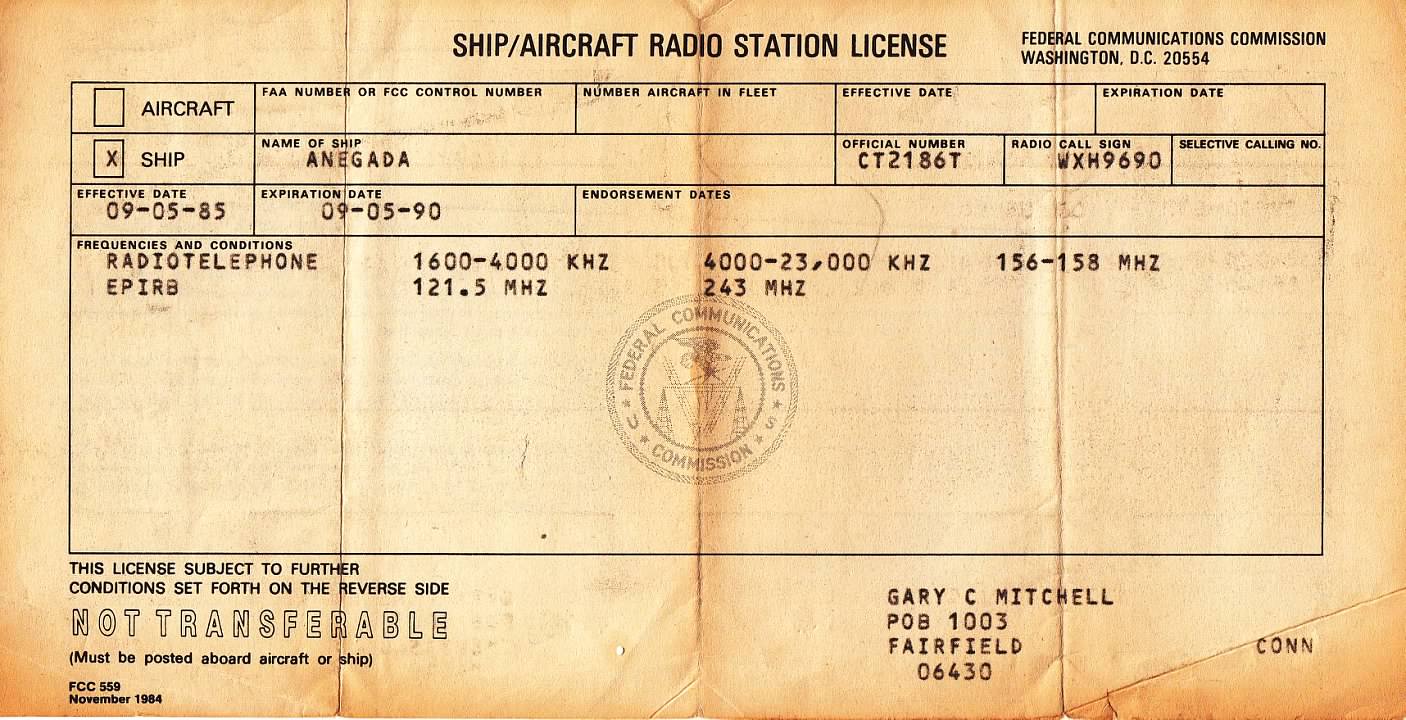 SHIP/AIRCRAFT RADIO STATION LICENSE
FEDERAL COMMUNICATIONS COMMISSION
WASHINGTON, D.C. 20554
AIRCRAFT
FAA NUMBER OR FCC CONTROL NUMBER
NUMBER AIRCRAFT IN FLEET
EFFECTIVE DATE
EXPIRATION DATE
X SHIP
NAME OF SHIP
ANEGADA
OFFICIAL NUMBER
CT2186T
RADIO CALL SIGN
WXH9690
SELECTIVE CALLING NO.
EFFECTIVE DATE
09-05-85
EXPIRATION DATE
09-05-90
ENDORSEMENT DATES
FREQUENCIES AND CONDITIONS
RADIOTELEPHONE 1600-4000 KHZ 4000-23,000 KHZ 156-158 MHZ
EPIRB 121.5 MHZ 243 MHZ
FEDERAL COMMUNICATIONS
U ★ COMMISSION ★ S
THIS LICENSE SUBJECT TO FURTHER
CONDITIONS SET FORTH ON THE REVERSE SIDE
NOT TRANSFERABLE
(Must be posted aboard aircraft or ship)
FCC 559
November 1984
GARY C MITCHELL
POB 1003
FAIRFIELD CONN
06430